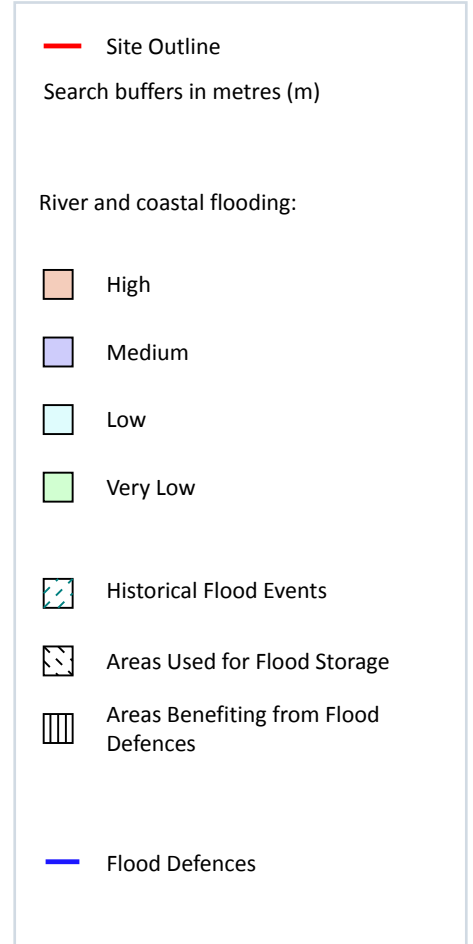 Site Outline
Search buffers in metres (m)
River and coastal flooding:
High
Medium
Low
Very Low
Historical Flood Events
Areas Used for Flood Storage
Areas Benefiting from Flood
Defences
Flood Defences